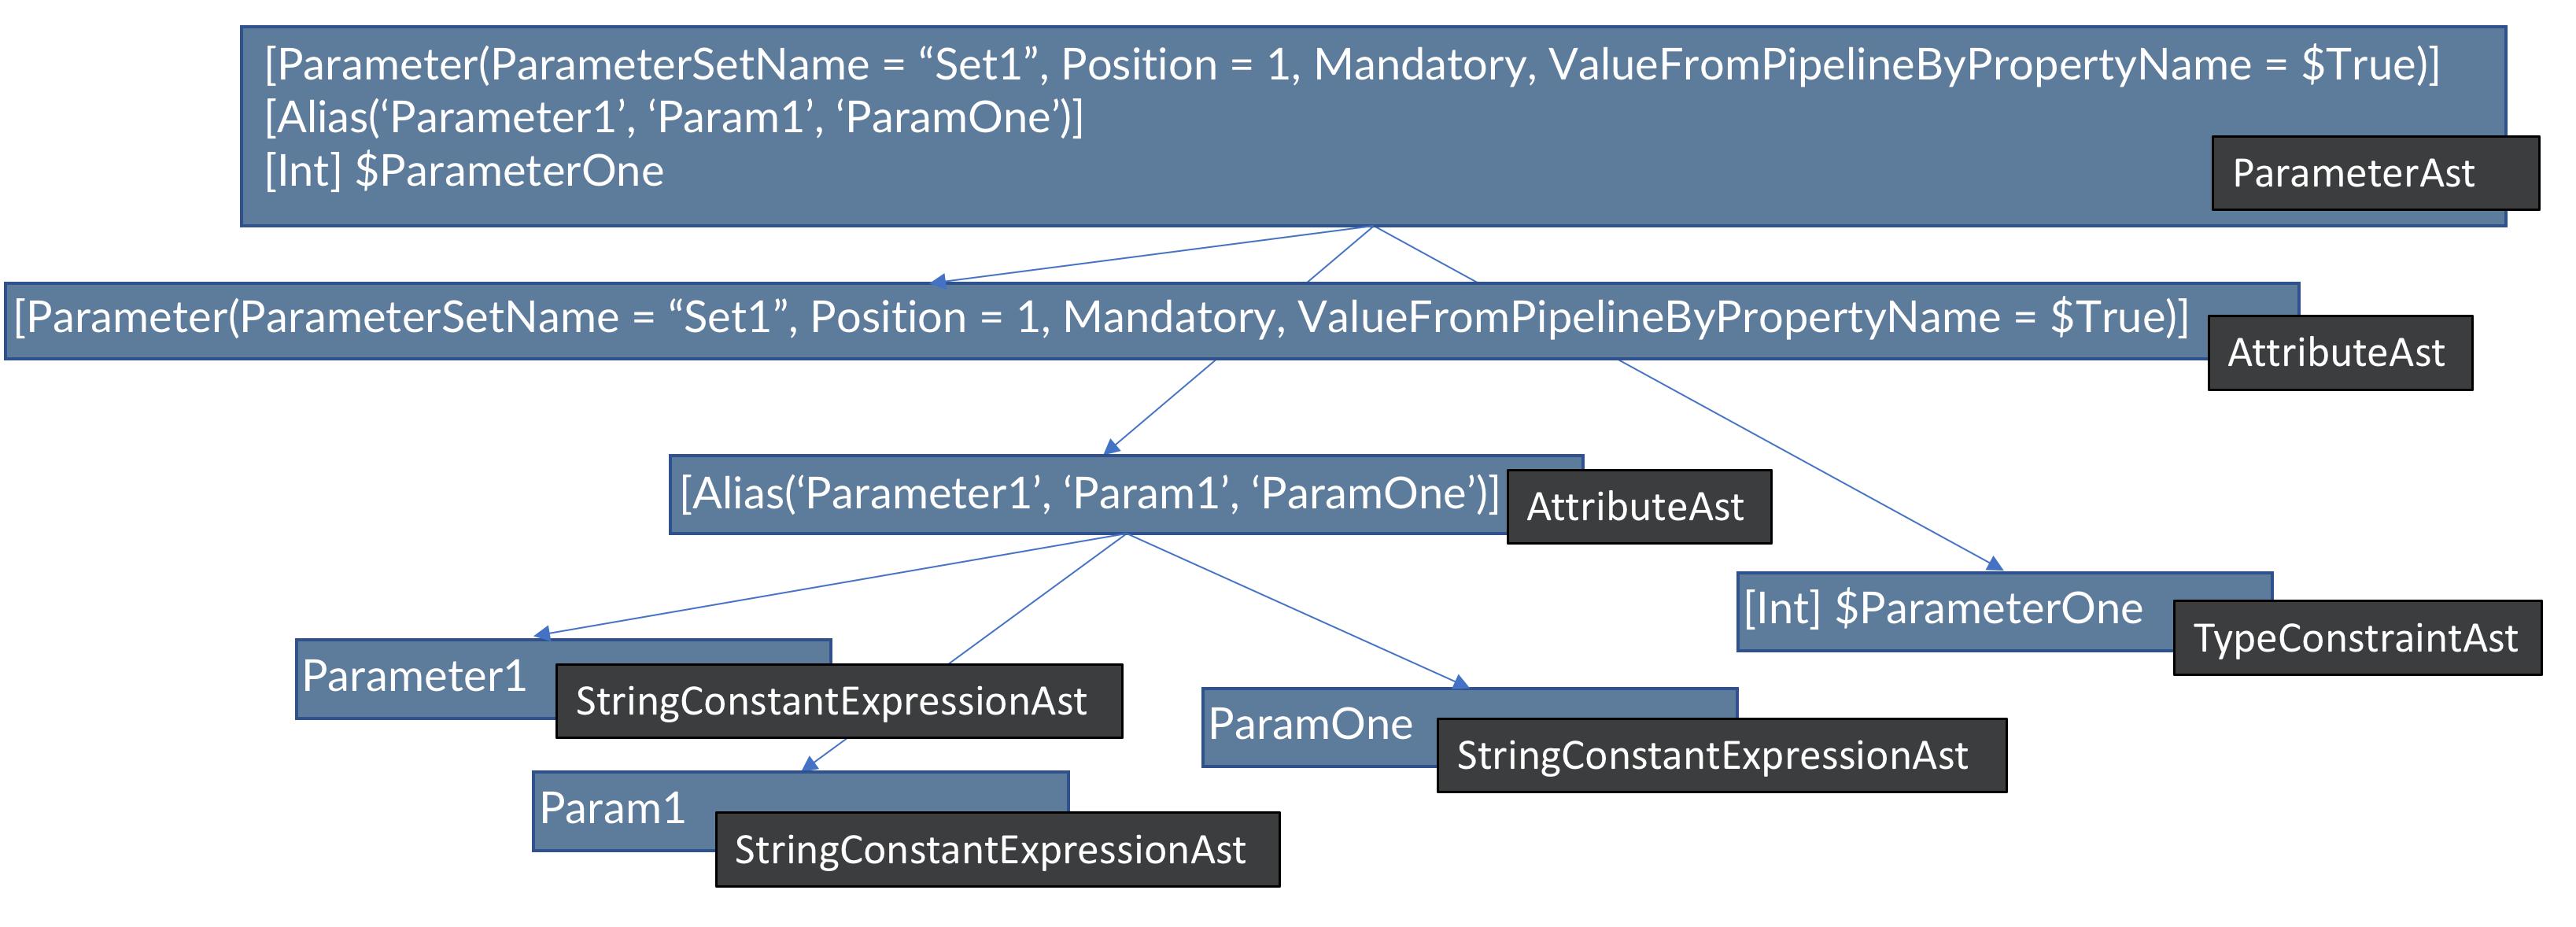 [Parameter(ParameterSetName = “Set1”, Position = 1, Mandatory, ValueFromPipelineByPropertyName = $True)]
[Alias(‘Parameter1’, ‘Param1’, ‘ParamOne’)]
[Int] $ParameterOne
ParameterAst
[Parameter(ParameterSetName = “Set1”, Position = 1, Mandatory, ValueFromPipelineByPropertyName = $True)]
AttributeAst
[Alias(‘Parameter1’, ‘Param1’, ‘ParamOne’)]
AttributeAst
[Int] $ParameterOne
TypeConstraintAst
Parameter1
StringConstantExpressionAst
ParamOne
StringConstantExpressionAst
Param1
StringConstantExpressionAst